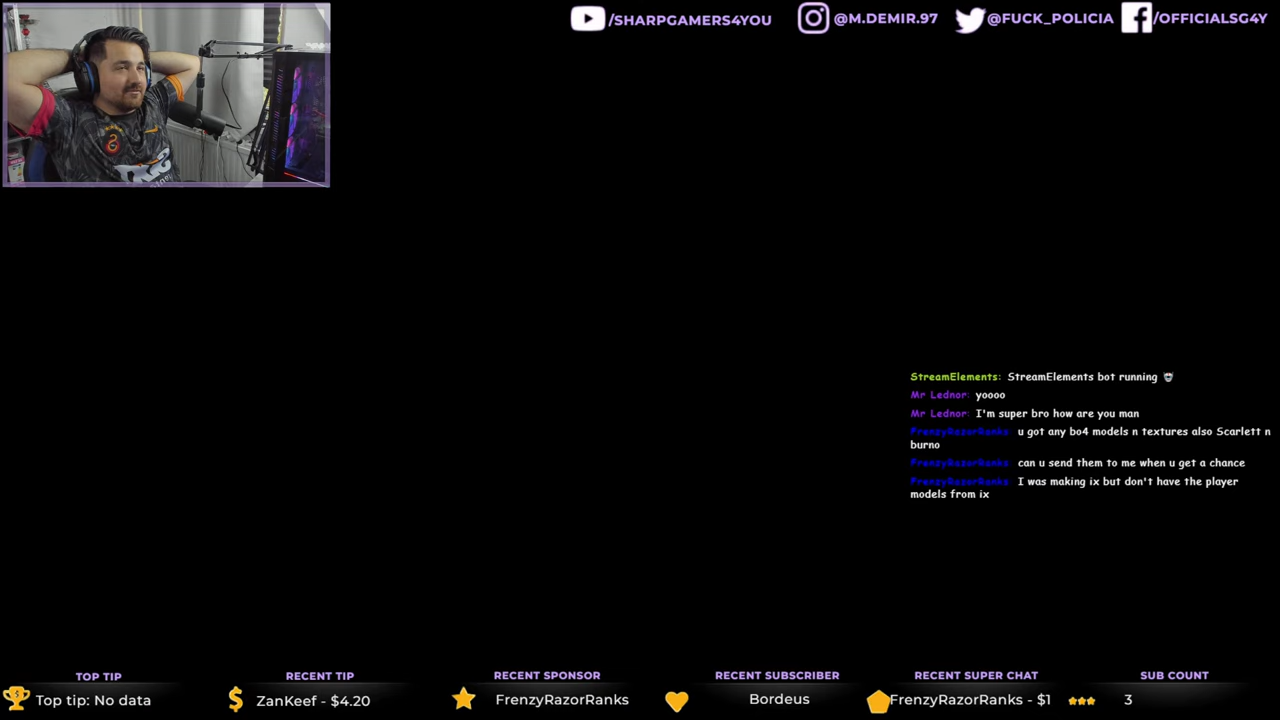 /SHARPGAMERS4YOU @M.DEMIR.97 @FUCK_POLICIA /OFFICIALSG4Y
StreamElements: StreamElements bot running
Mr Lednor: yoooo
Mr Lednor: I'm super bro how are you man
FrenzyRazorRanks: u got any bo4 models n textures also Scarlett n
burno
FrenzyRazorRanks: can u send them to me when u get a chance
FrenzyRazorRanks: I was making ix but don't have the player
models from ix
TOP TIP RECENT TIP RECENT SPONSOR RECENT SUBSCRIBER RECENT SUPER CHAT SUB COUNT
Top tip: No data ZanKeef - $4.20 FrenzyRazorRanks Bordeus FrenzyRazorRanks - $1 3